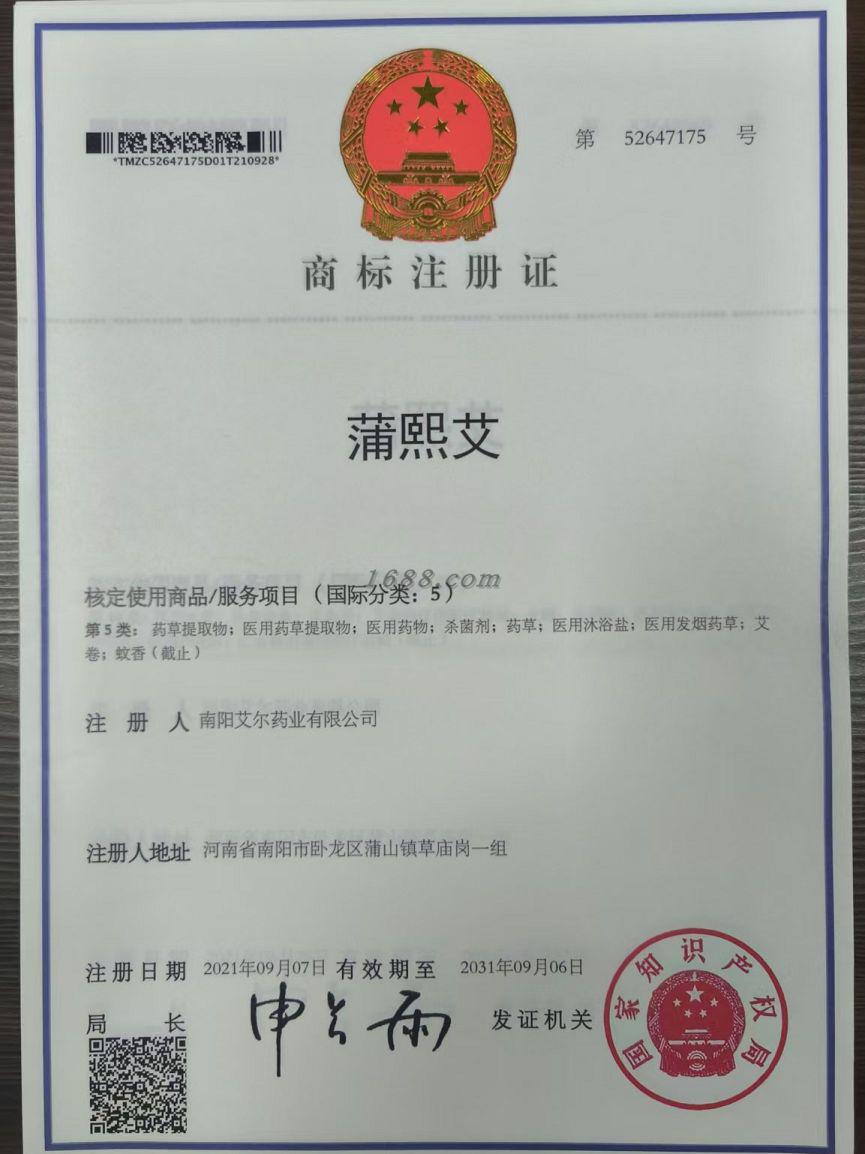 *TMZC52647175D01T210928*
第 52647175 号
商标注册证
蒲熙艾
1688.com
核定使用商品/服务项目（国际分类：5）
第5类：药草提取物；医用药草提取物；医用药物；杀菌剂；药草；医用沐浴盐；医用发烟药草；艾
卷；蚊香（截止）
注册人 南阳艾尔药业有限公司
注册人地址 河南省南阳市卧龙区蒲山镇草庙岗一组
注册日期 2021年09月07日 有效期至 2031年09月06日
局长 申长雨 发证机关
国家知识产权局